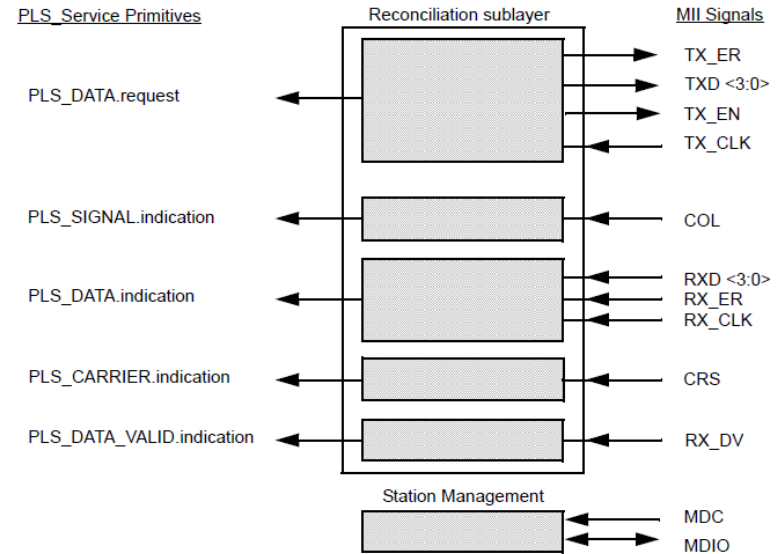 PLS_Service Primitives
Reconciliation sublayer
MII Signals
PLS_DATA.request
TX_ER
TXD <3:0>
TX_EN
TX_CLK
PLS_SIGNAL.indication
COL
PLS_DATA.indication
RXD <3:0>
RX_ER
RX_CLK
PLS_CARRIER.indication
CRS
PLS_DATA_VALID.indication
RX_DV
Station Management
MDC
MDIO